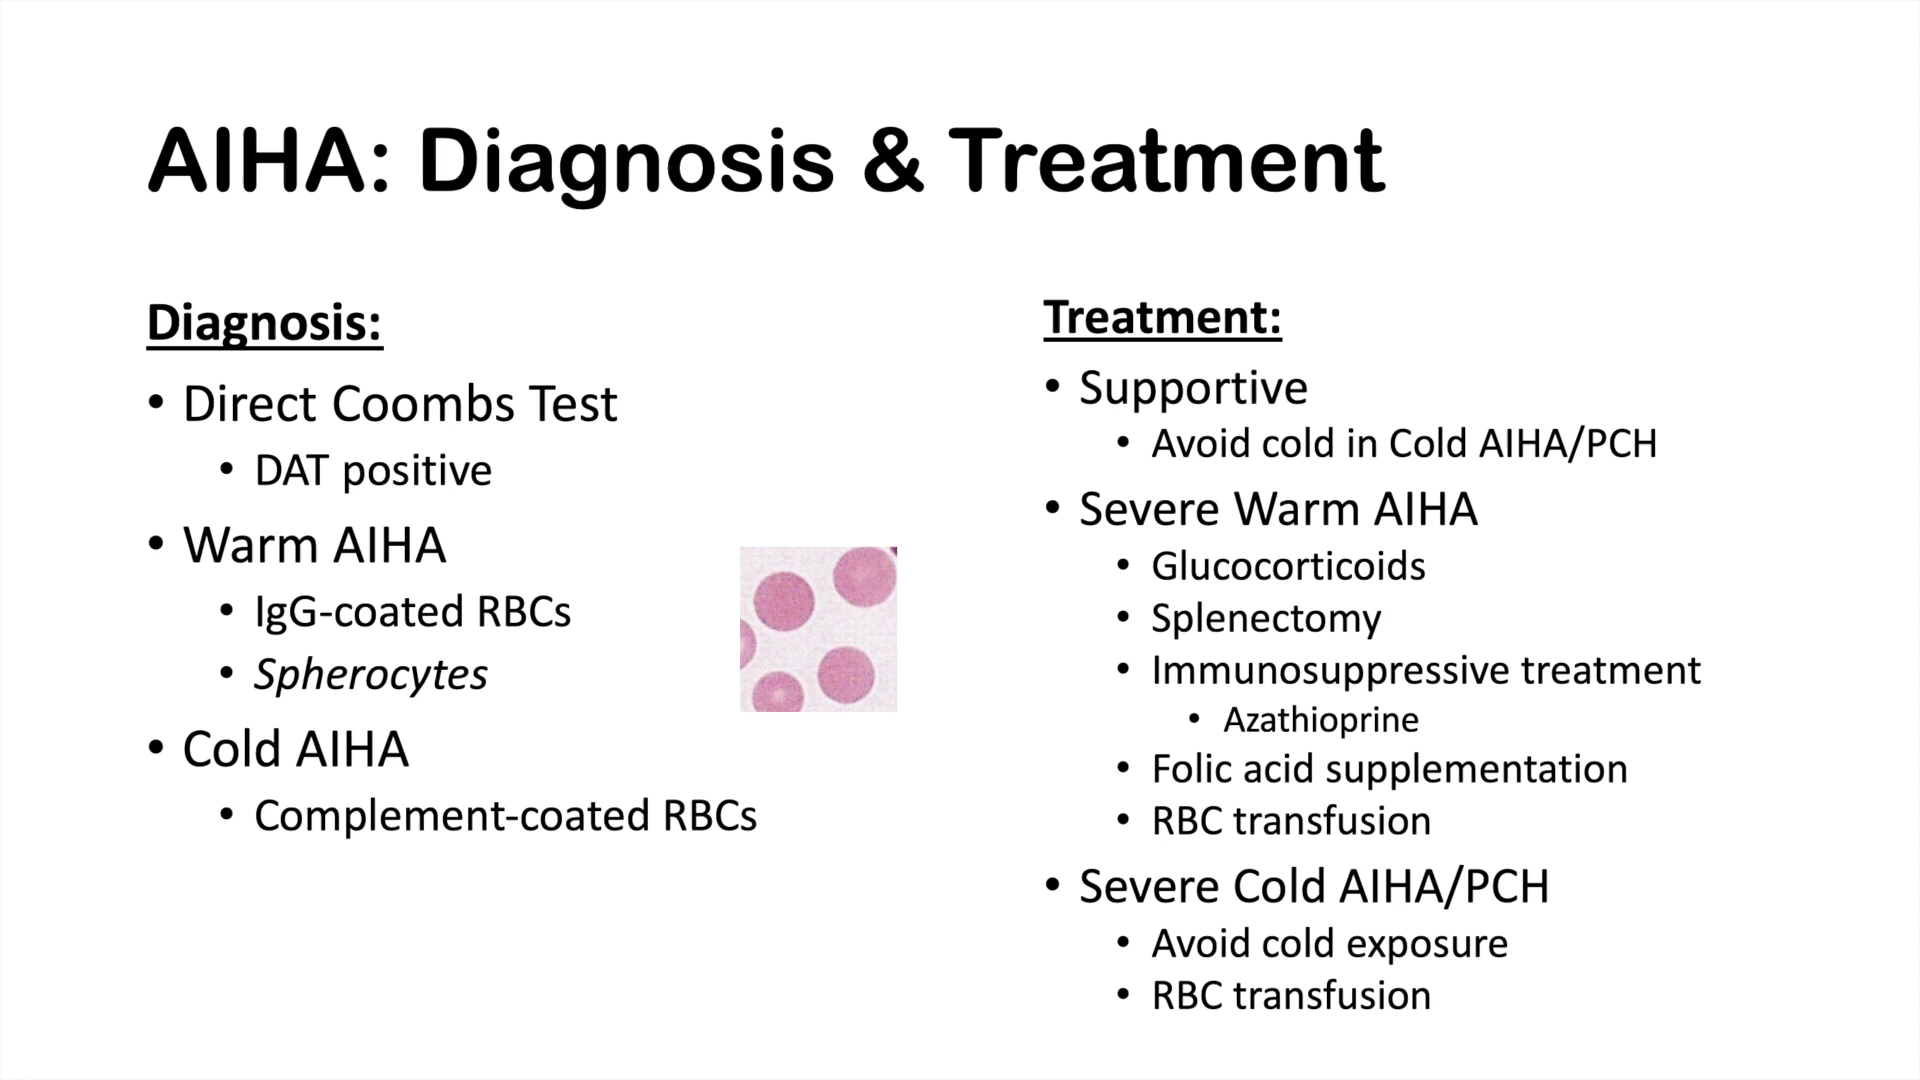 AIHA: Diagnosis & Treatment
Diagnosis:
• Direct Coombs Test
• DAT positive
• Warm AIHA
• IgG-coated RBCs
• Spherocytes
• Cold AIHA
• Complement-coated RBCs
Treatment:
• Supportive
• Avoid cold in Cold AIHA/PCH
• Severe Warm AIHA
• Glucocorticoids
• Splenectomy
• Immunosuppressive treatment
• Azathioprine
• Folic acid supplementation
• RBC transfusion
• Severe Cold AIHA/PCH
• Avoid cold exposure
• RBC transfusion